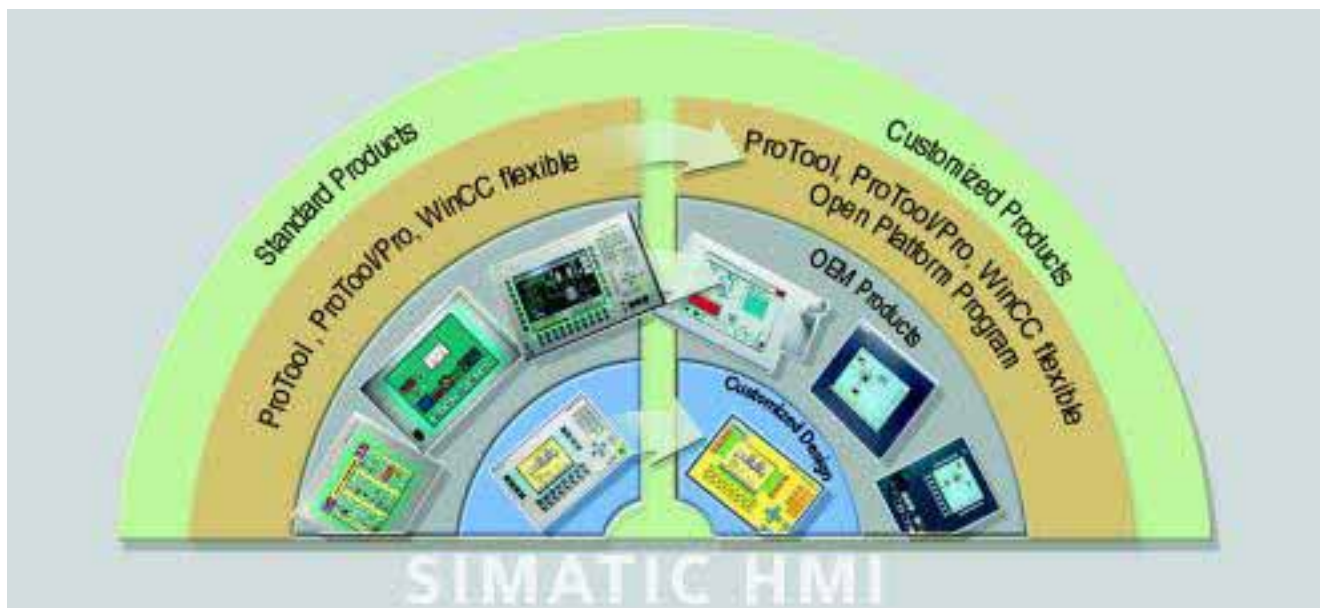 Standard Products
ProTool, ProTool/Pro, WinCC flexible
Customized Products
ProTool, ProTool/Pro, WinCC flexible
Open Platform Program
OEM Products
Customized Design
SIMATIC HMI